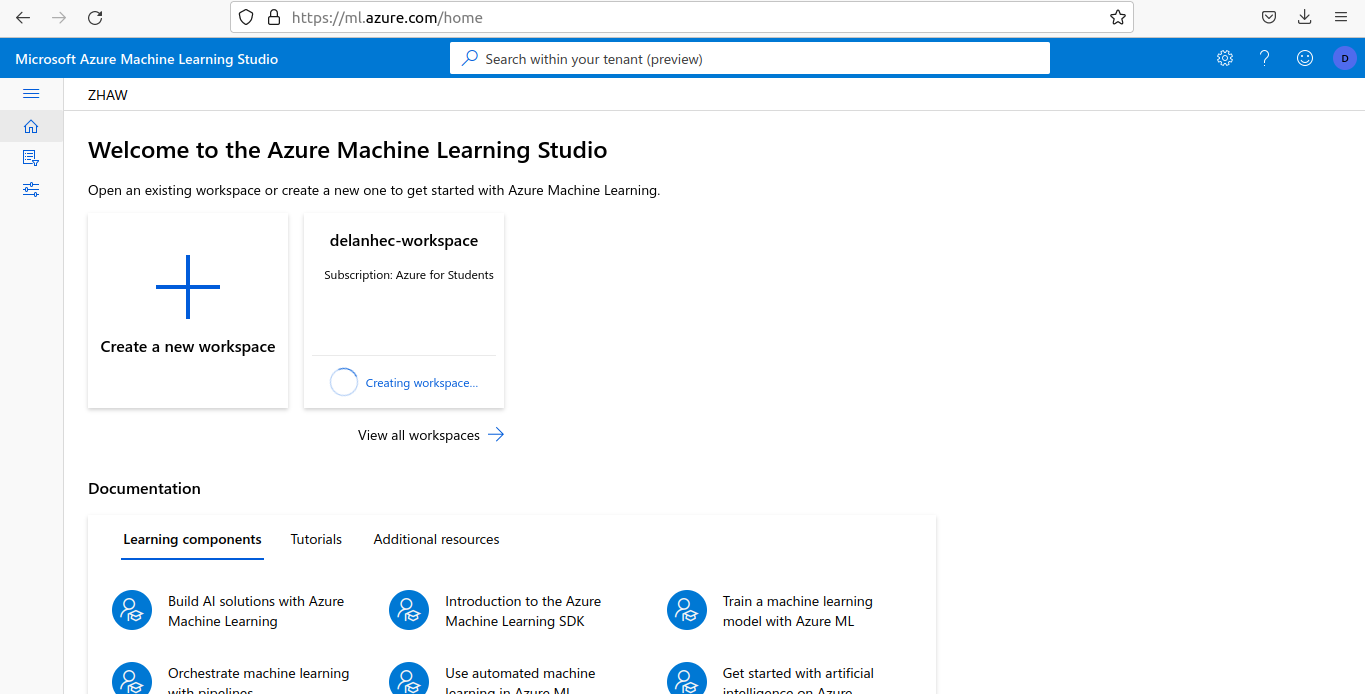 https://ml.azure.com/home
Microsoft Azure Machine Learning Studio
Search within your tenant (preview)
D
ZHAW
Welcome to the Azure Machine Learning Studio
Open an existing workspace or create a new one to get started with Azure Machine Learning.
Create a new workspace
delanhec-workspace
Subscription: Azure for Students
Creating workspace...
View all workspaces
Documentation
Learning components
Tutorials
Additional resources
Build AI solutions with Azure
Machine Learning
Introduction to the Azure
Machine Learning SDK
Train a machine learning
model with Azure ML
Orchestrate machine learning
with pipelines
Use automated machine
learning in Azure ML
Get started with artificial
intelligence on Azure